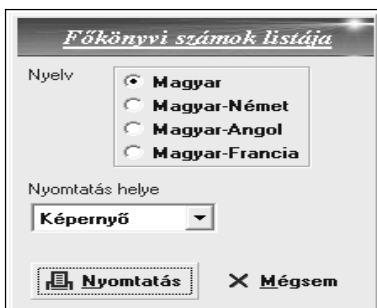 Főkönyvi számok listája
Nyelv
Magyar
Magyar-Német
Magyar-Angol
Magyar-Francia
Nyomtatás helye
Képernyő
Nyomtatás
Mégsem